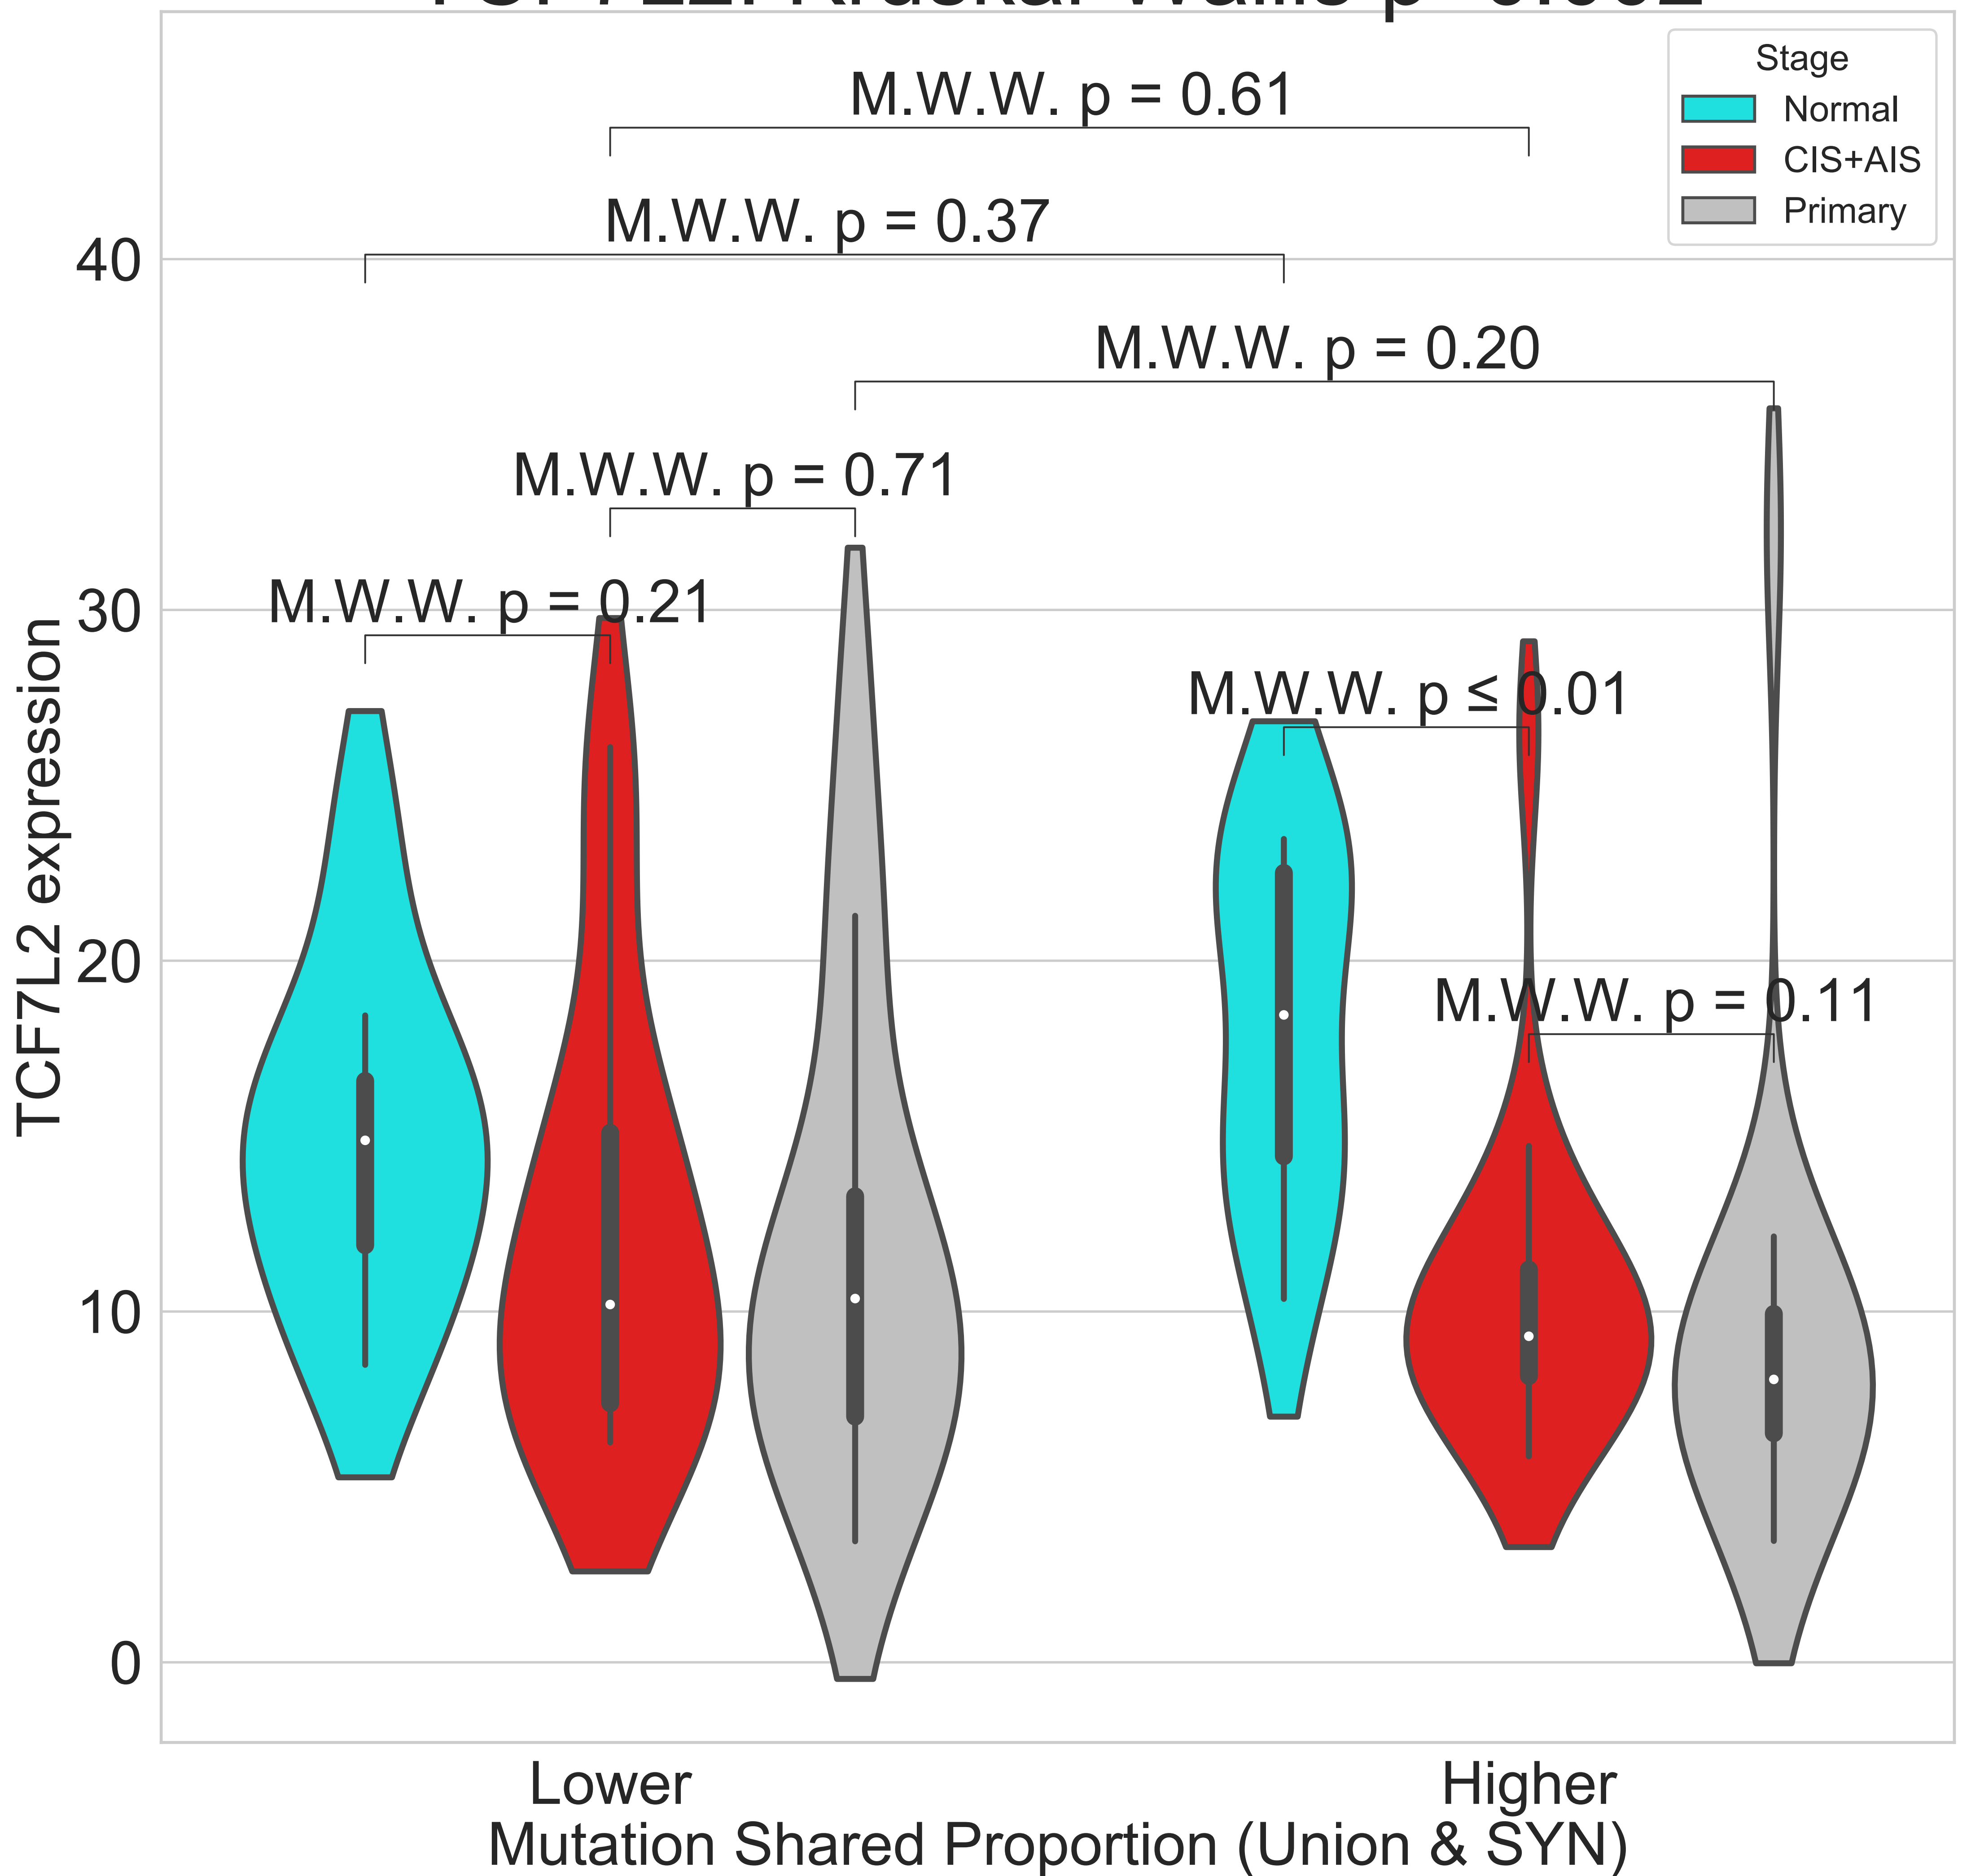 M.W.W. p = 0.61
Stage
Normal
CIS+AIS
Primary
M.W.W. p = 0.37
40
M.W.W. p = 0.20
M.W.W. p = 0.71
M.W.W. p = 0.21
30
M.W.W. p ≤ 0.01
TCF7L2 expression
20
M.W.W. p = 0.11
10
0
Lower
Higher
Mutation Shared Proportion (Union & SYN)